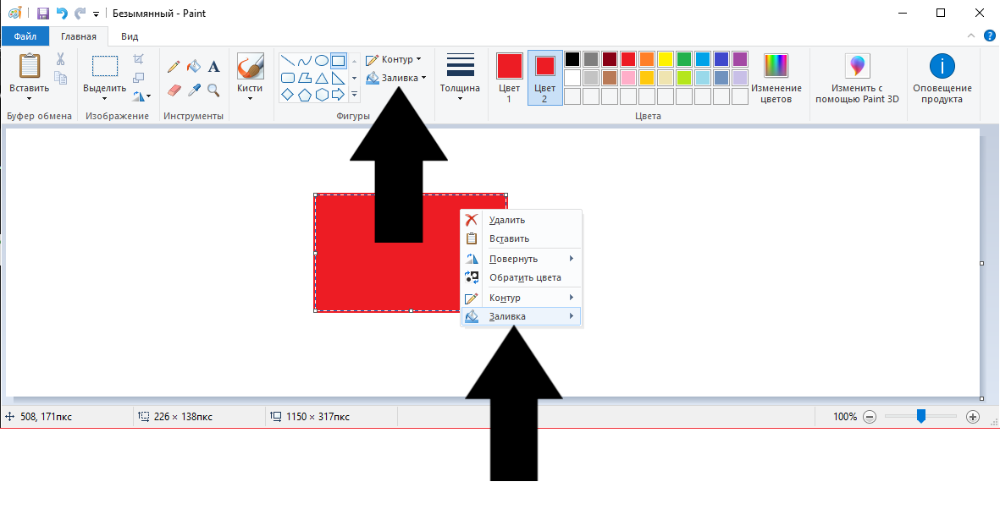 Безымянный - Paint
Файл
Главная
Вид
Вставить
Буфер обмена
Выделить
Изображение
A
Инструменты
Кисти
Контур
Заливка
Фигуры
Толщина
Цвет
1
Цвет
2
Изменение
цветов
Цвета
Изменить с
помощью Paint 3D
Оповещение
продукта
Удалить
Вставить
Повернуть
Обратить цвета
Контур
Заливка
508, 171пкс
226 × 138пкс
1150 × 317пкс
100%